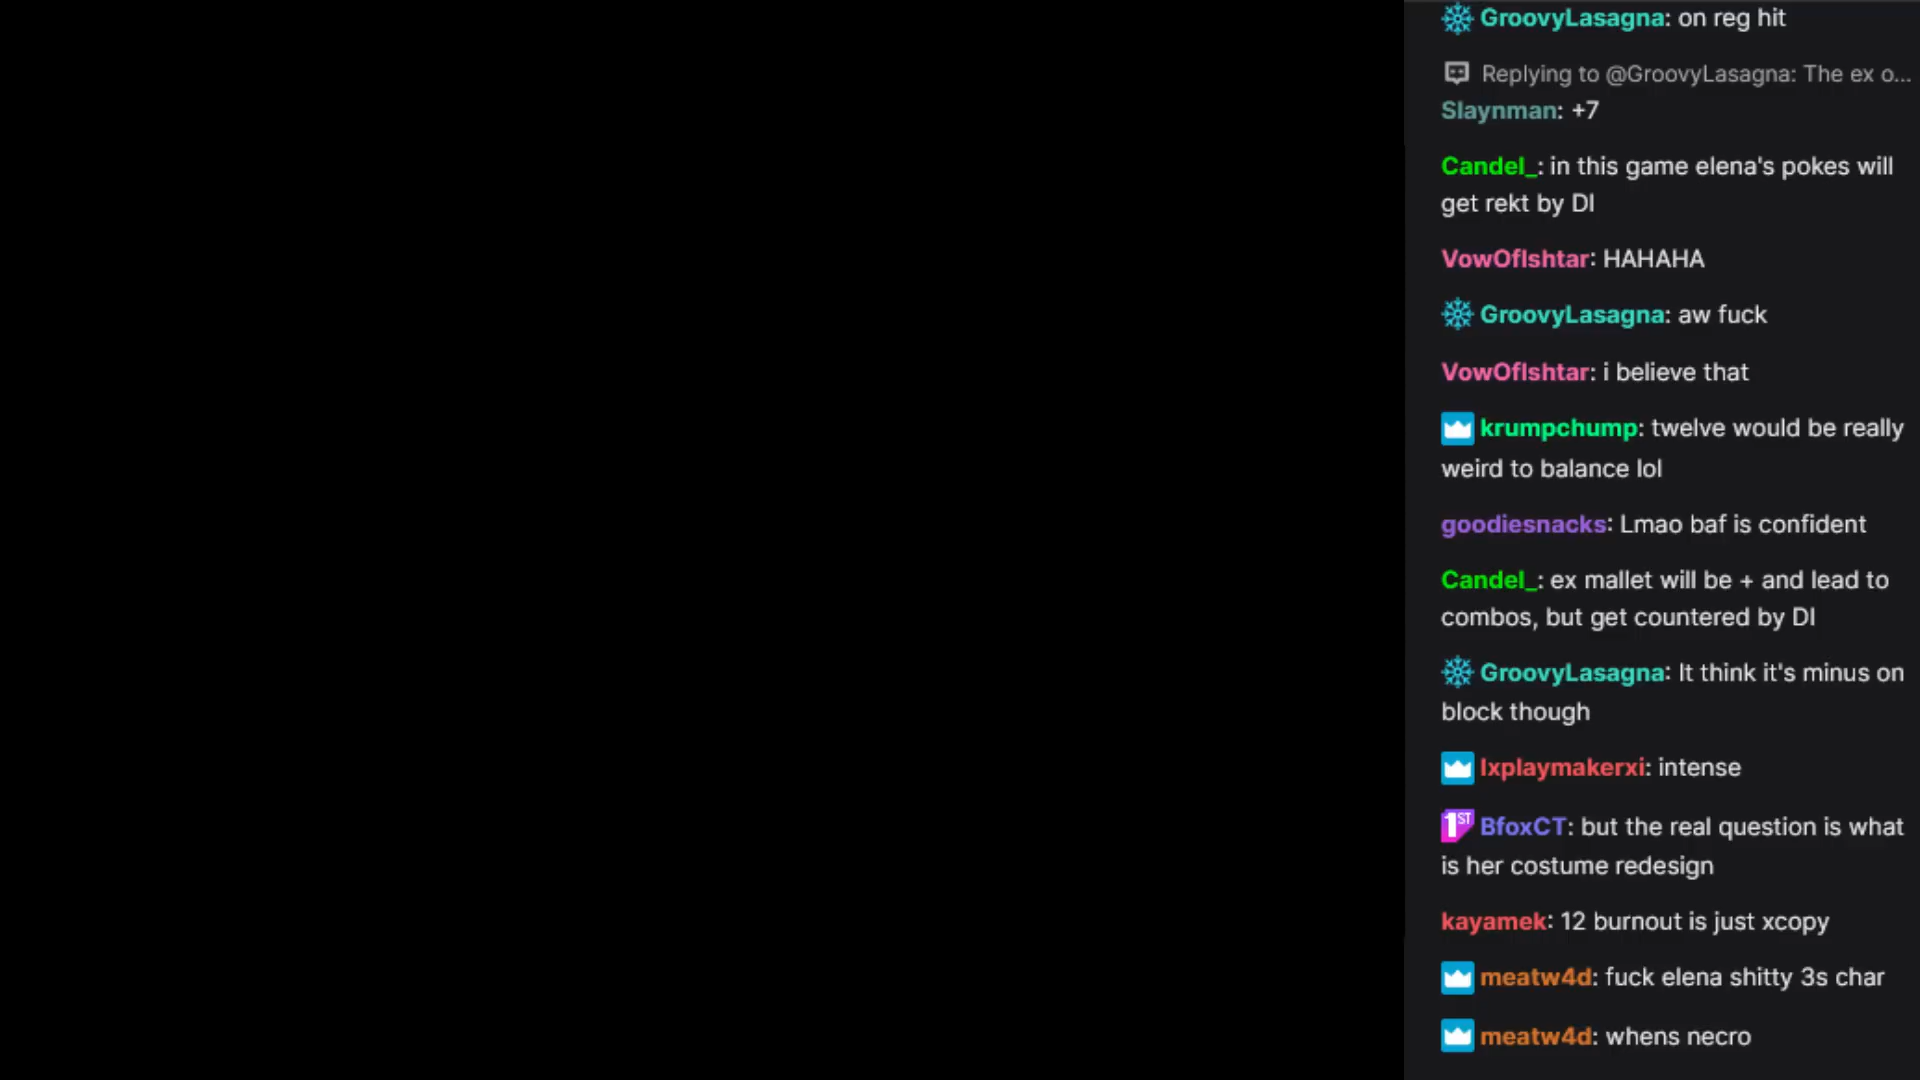 GroovyLasagna: on reg hit
Replying to @GroovyLasagna: The ex o...
Slaynman: +7
Candel_: in this game elena's pokes will
get rekt by DI
VowOfIshtar: HAHAHA
GroovyLasagna: aw fuck
VowOfIshtar: i believe that
krumpchump: twelve would be really
weird to balance lol
goodiesnacks: Lmao baf is confident
Candel_: ex mallet will be + and lead to
combos, but get countered by DI
GroovyLasagna: It think it's minus on
block though
lxplaymakerxi: intense
1ST BfoxCT: but the real question is what
is her costume redesign
kayamek: 12 burnout is just xcopy
meatw4d: fuck elena shitty 3s char
meatw4d: whens necro